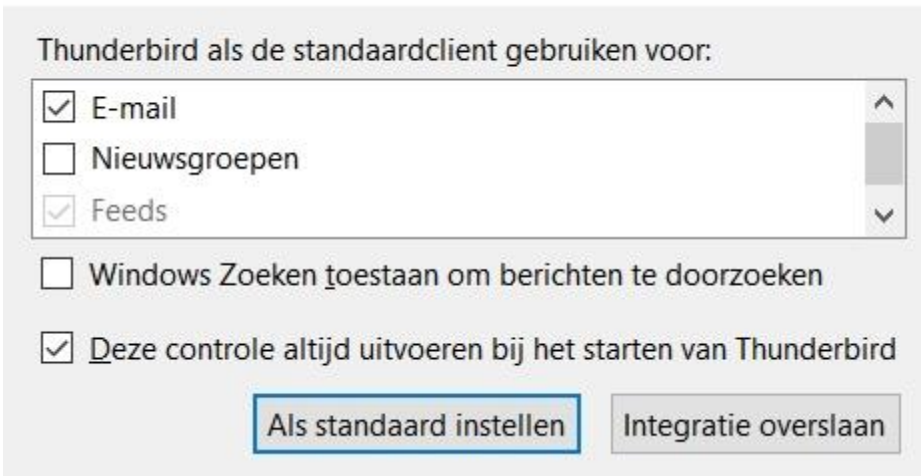 Thunderbird als de standaardclient gebruiken voor:
E-mail
Nieuwsgroepen
Feeds
Windows Zoeken toestaan om berichten te doorzoeken
Deze controle altijd uitvoeren bij het starten van Thunderbird
Als standaard instellen Integratie overslaan